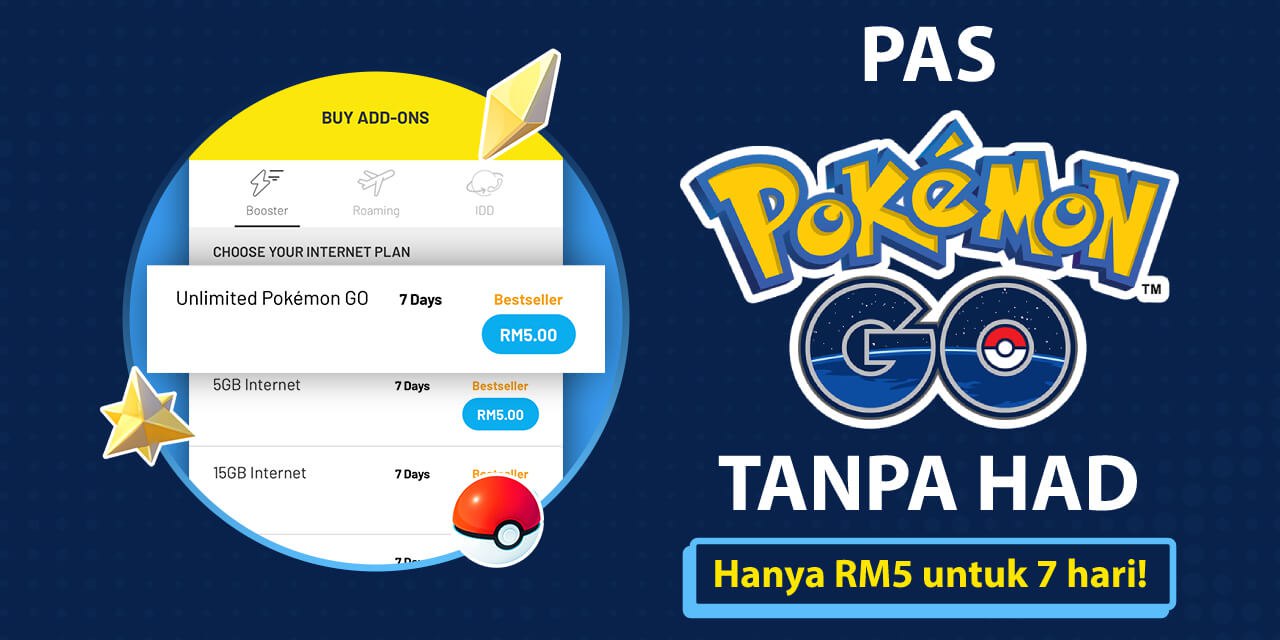 BUY ADD-ONS
Booster
Roaming
IDD
CHOOSE YOUR INTERNET PLAN
Unlimited Pokémon GO
7 Days
Bestseller
RM5.00
5GB Internet
7 Days
Bestseller
RM5.00
15GB Internet
7 Days
PAS
POKéMON
TM
GO
TANPA HAD
Hanya RM5 untuk 7 hari!